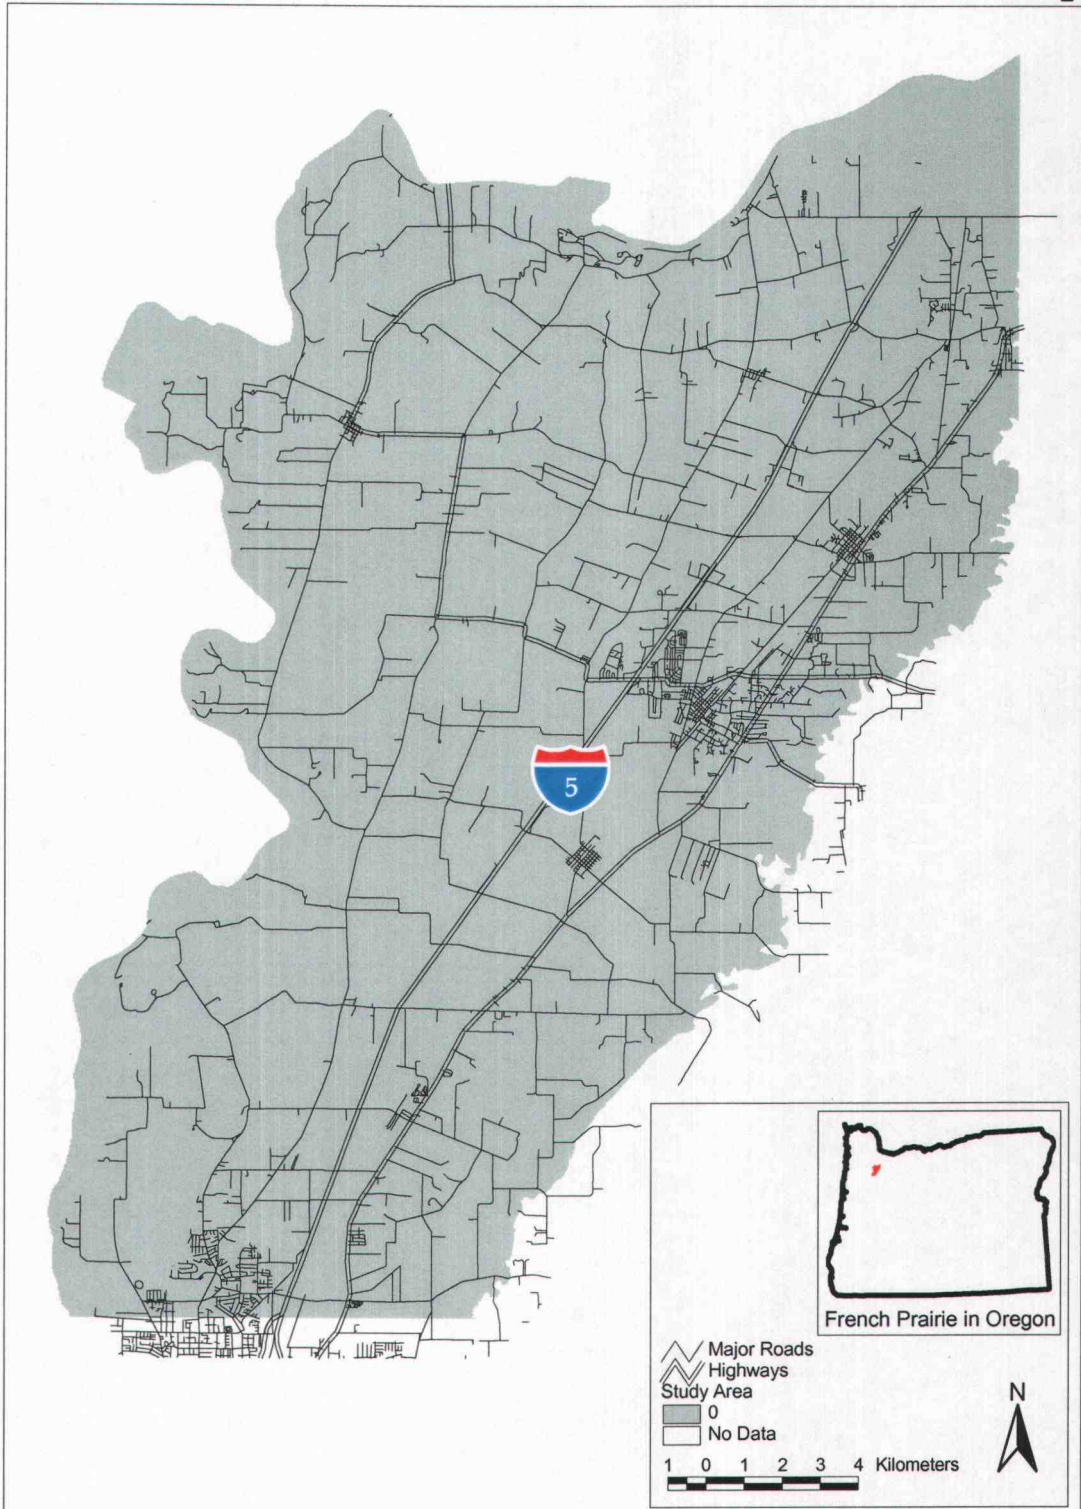 5
French Prairie in Oregon
Major Roads
Highways
Study Area
0
No Data
N
1 0 1 2 3 4 Kilometers